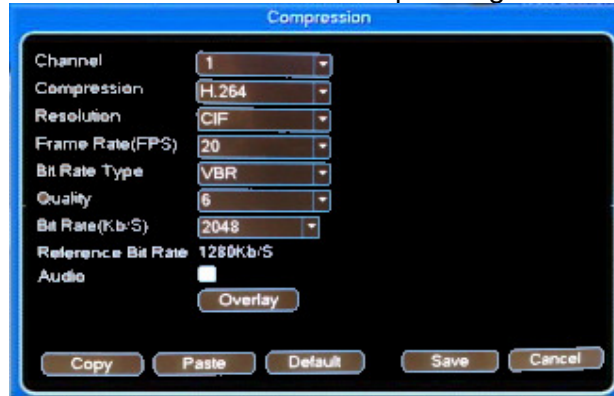 Compression
Channel 1
Compression H.264
Resolution CIF
Frame Rate(FPS) 20
Bit Rate Type VBR
Quality 6
Bit Rate(Kb/S) 2048
Reference Bit Rate 1280Kb/S
Audio
Overlay
Copy Paste Default Save Cancel